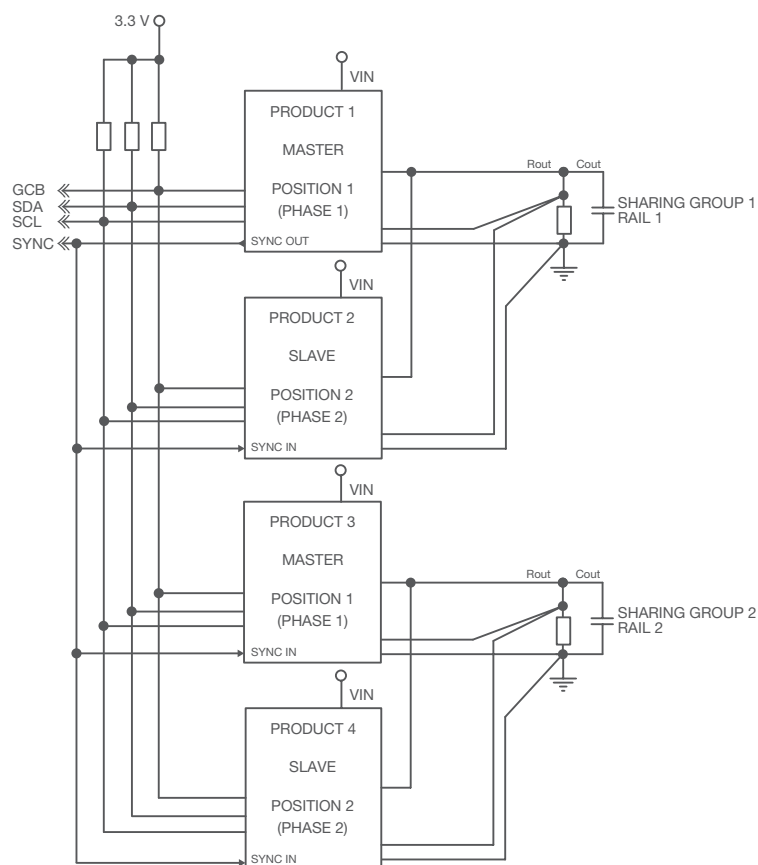 3.3 V
VIN
PRODUCT 1
MASTER
POSITION 1
(PHASE 1)
SYNC OUT
GCB
SDA
SCL
SYNC
Rout
Cout
SHARING GROUP 1
RAIL 1
VIN
PRODUCT 2
SLAVE
POSITION 2
(PHASE 2)
SYNC IN
VIN
PRODUCT 3
MASTER
POSITION 1
(PHASE 1)
SYNC IN
Rout
Cout
SHARING GROUP 2
RAIL 2
VIN
PRODUCT 4
SLAVE
POSITION 2
(PHASE 2)
SYNC IN